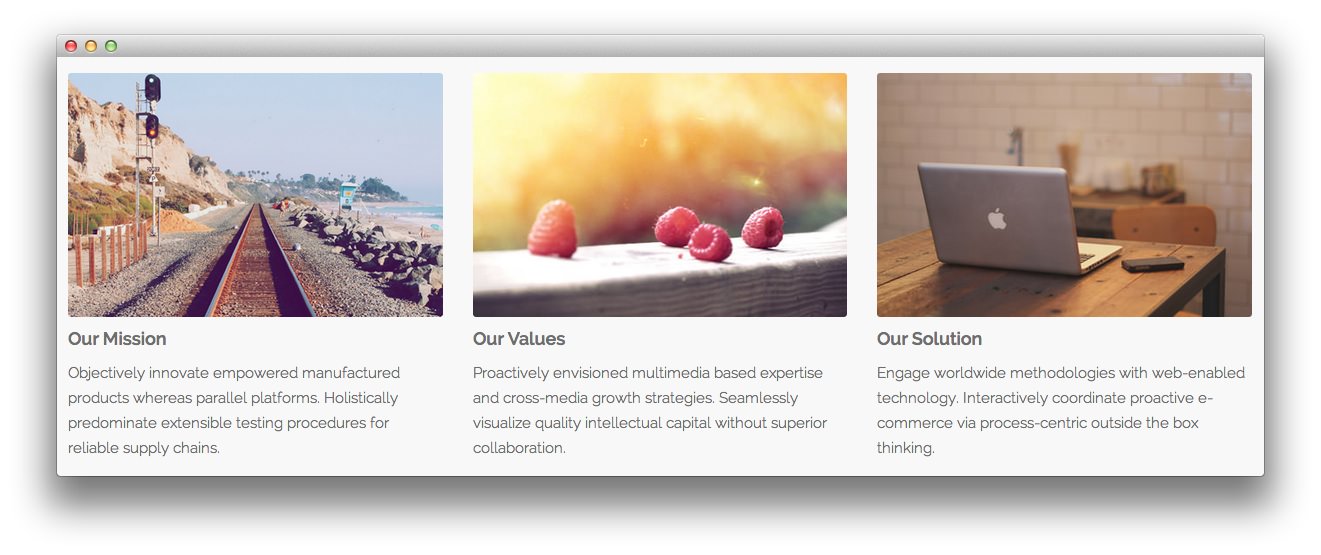 Our Mission
Objectively innovate empowered manufactured
products whereas parallel platforms. Holistically
predominate extensible testing procedures for
reliable supply chains.
Our Values
Proactively envisioned multimedia based expertise
and cross-media growth strategies. Seamlessly
visualize quality intellectual capital without superior
collaboration.
Our Solution
Engage worldwide methodologies with web-enabled
technology. Interactively coordinate proactive e-
commerce via process-centric outside the box
thinking.